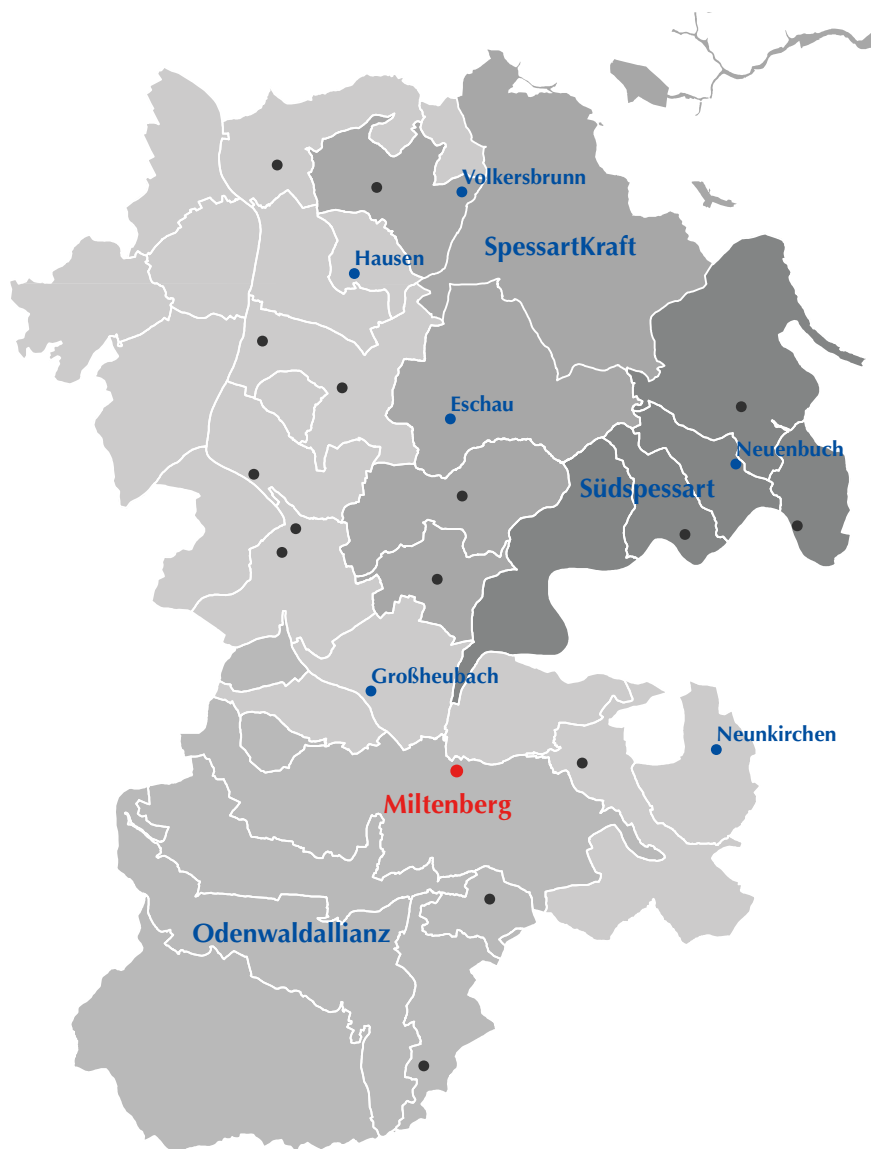 Volkersbrunn
SpessartKraft
Hausen
Eschau
Neuenbuch
Südspessart
Großheubach
Neunkirchen
Miltenberg
Odenwaldallianz